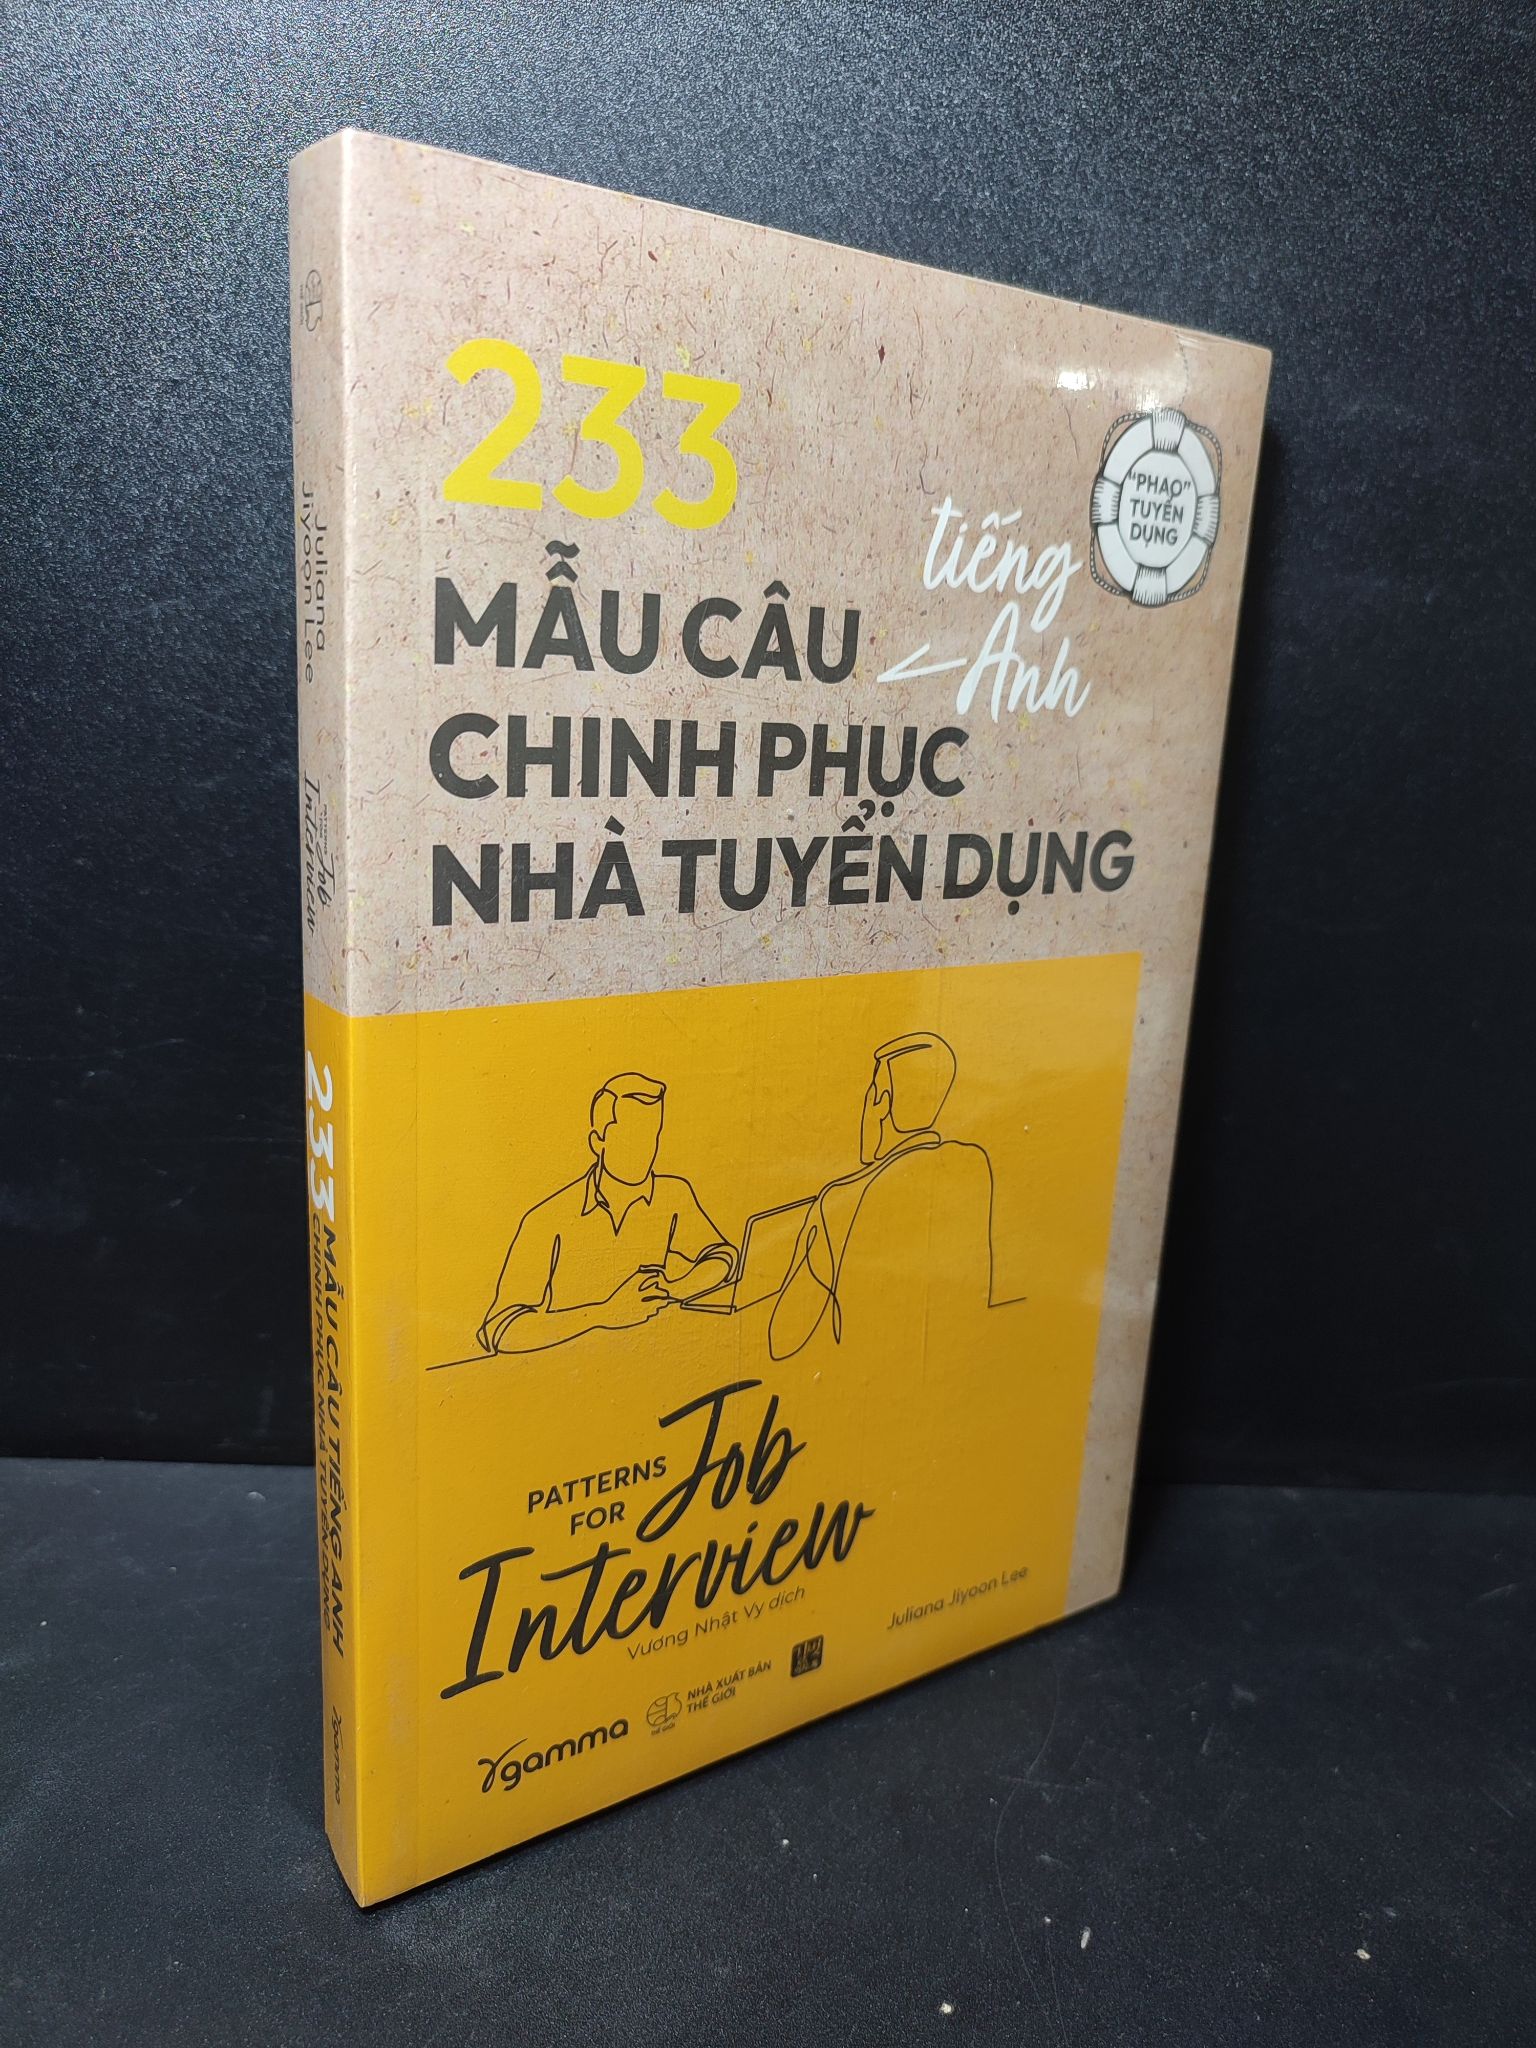 233
MẪU CÂU
tiếng
Anh
CHINH PHỤC
NHÀ TUYỂN DỤNG
"PHAO"
TUYỂN
DỤNG
PATTERNS
FOR
Job
Interview
Vương Nhật Vy dịch
Juliana Jiyoon Lee
gamma
THẾ GIỚI
NHÀ XUẤT BẢN
THẾ GIỚI
Juliana
Jiyoon Lee
Job
Interview
233
MẪU CÂU TIẾNG ANH
CHINH PHỤC NHÀ TUYỂN DỤNG
gamma